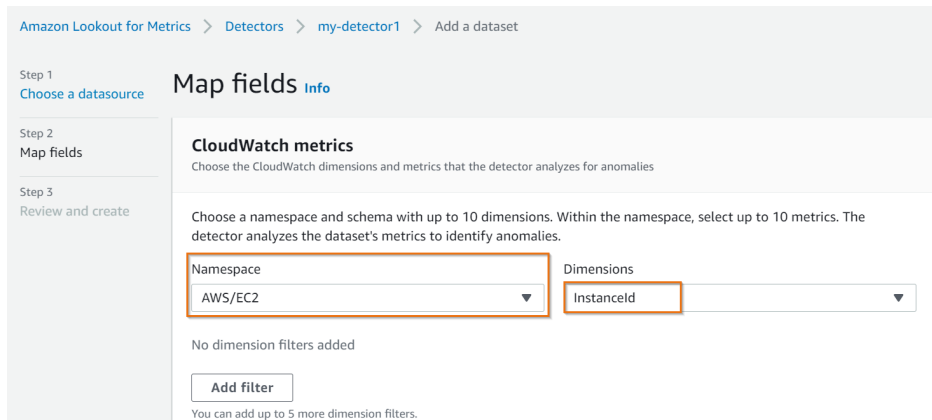 Amazon Lookout for Metrics > Detectors > my-detector1 > Add a dataset
Step 1
Choose a datasource
Step 2
Map fields
Step 3
Review and create
Map fields Info
CloudWatch metrics
Choose the CloudWatch dimensions and metrics that the detector analyzes for anomalies
Choose a namespace and schema with up to 10 dimensions. Within the namespace, select up to 10 metrics. The
detector analyzes the dataset's metrics to identify anomalies.
Namespace
AWS/EC2
Dimensions
InstanceId
No dimension filters added
Add filter
You can add up to 5 more dimension filters.